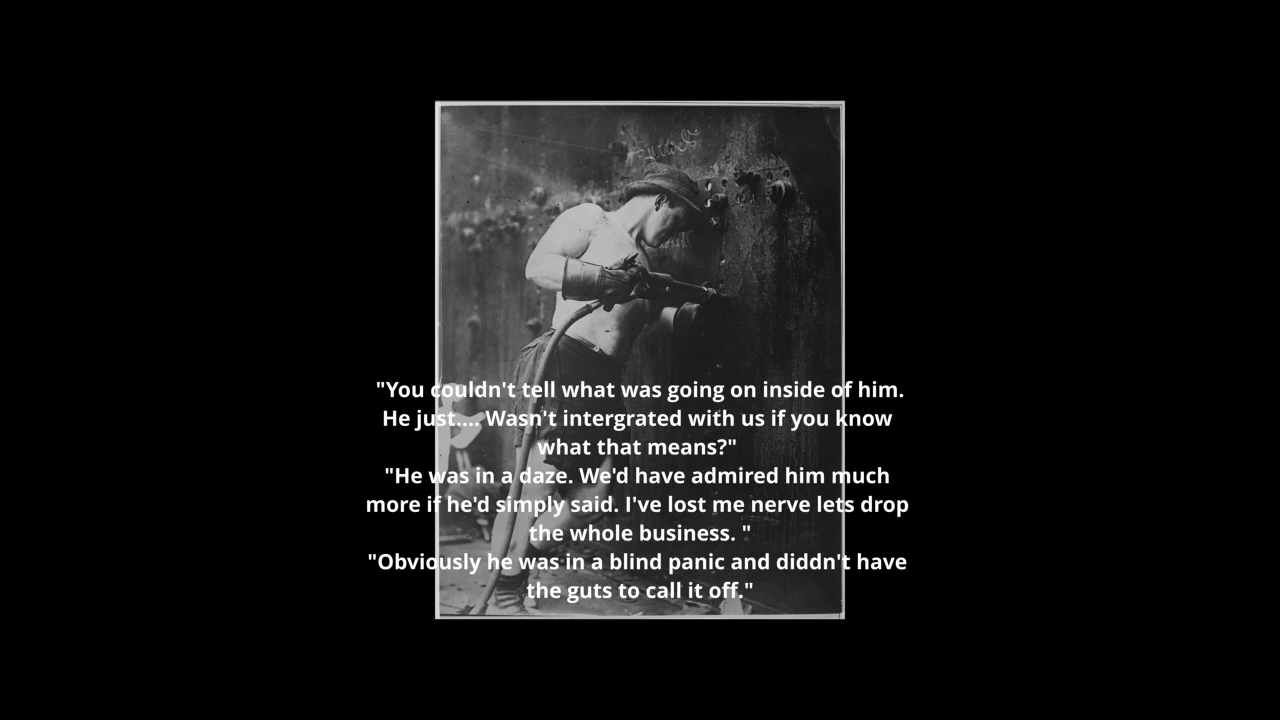 "You couldn't tell what was going on inside of him.
He just.... Wasn't intergrated with us if you know
what that means?"
"He was in a daze. We'd have admired him much
more if he'd simply said. I've lost me nerve lets drop
the whole business. "
"Obviously he was in a blind panic and diddn't have
the guts to call it off."